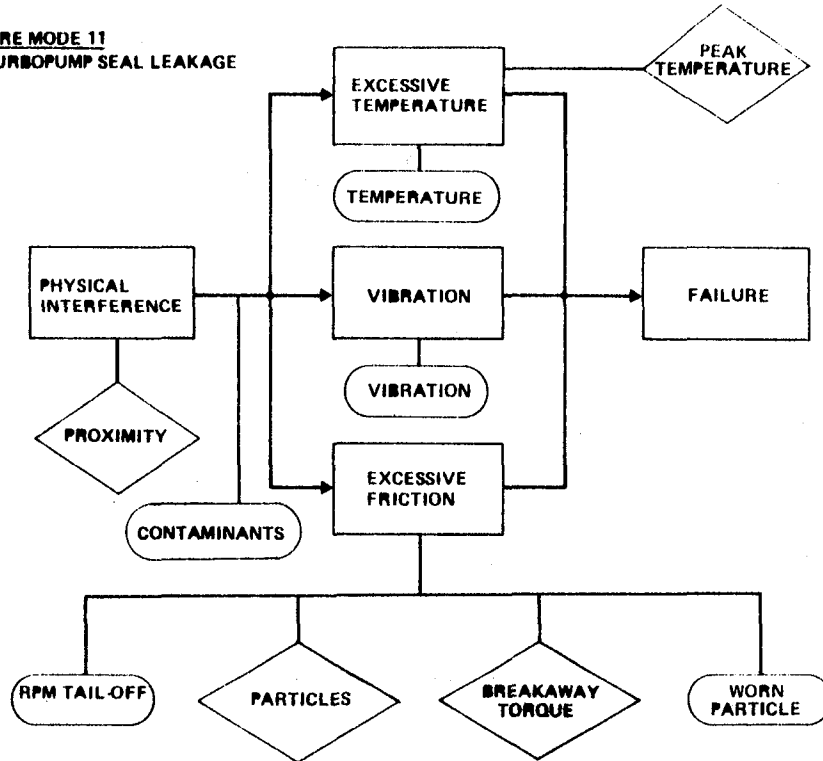 RE MODE 11
URBOPUMP SEAL LEAKAGE
PEAK
TEMPERATURE
EXCESSIVE
TEMPERATURE
TEMPERATURE
PHYSICAL
INTERFERENCE
VIBRATION
FAILURE
VIBRATION
PROXIMITY
EXCESSIVE
FRICTION
CONTAMINANTS
RPM TAIL-OFF
PARTICLES
BREAKAWAY
TORQUE
WORN
PARTICLE